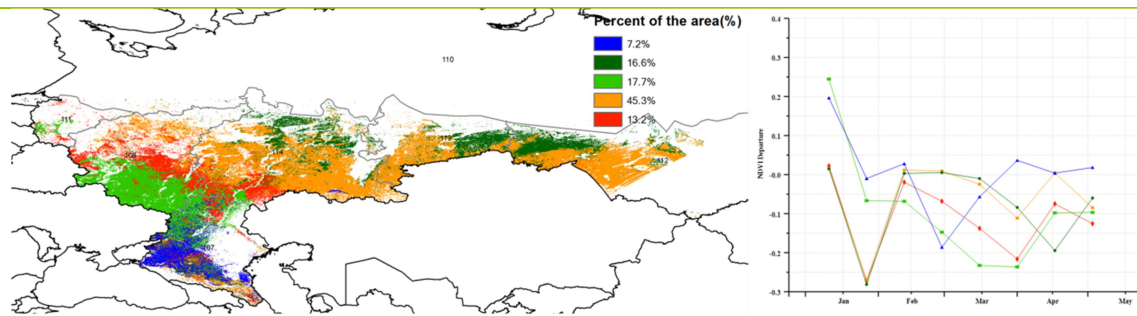 Percent of the area(%)
7.2%
16.6%
17.7%
45.3%
13.2%
110
111
107
NDVI Departure
0.4
0.3
0.2
0.1
-0.0
-0.1
-0.2
-0.3
Jan
Feb
Mar
Apr
May